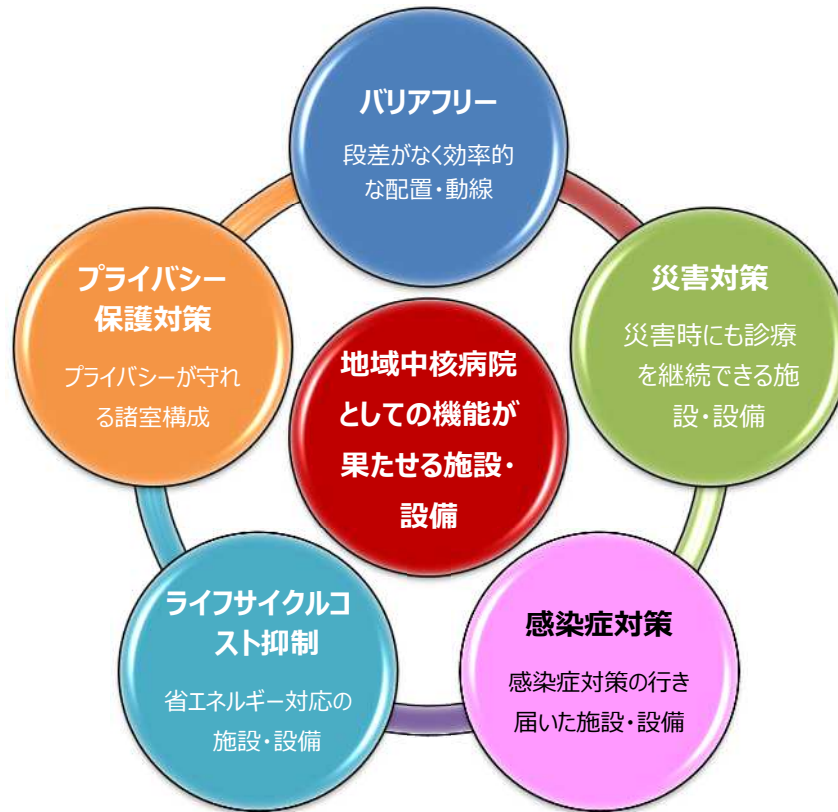 バリアフリー
段差がなく効率的
な配置・動線
災害対策
災害時にも診療
を継続できる施
設・設備
感染症対策
感染症対策の行き
届いた施設・設備
ライフサイクルコ
スト抑制
省エネルギー対応の
施設・設備
プライバシー
保護対策
プライバシーが守れ
る諸室構成
地域中核病院
としての機能が
果たせる施設・
設備